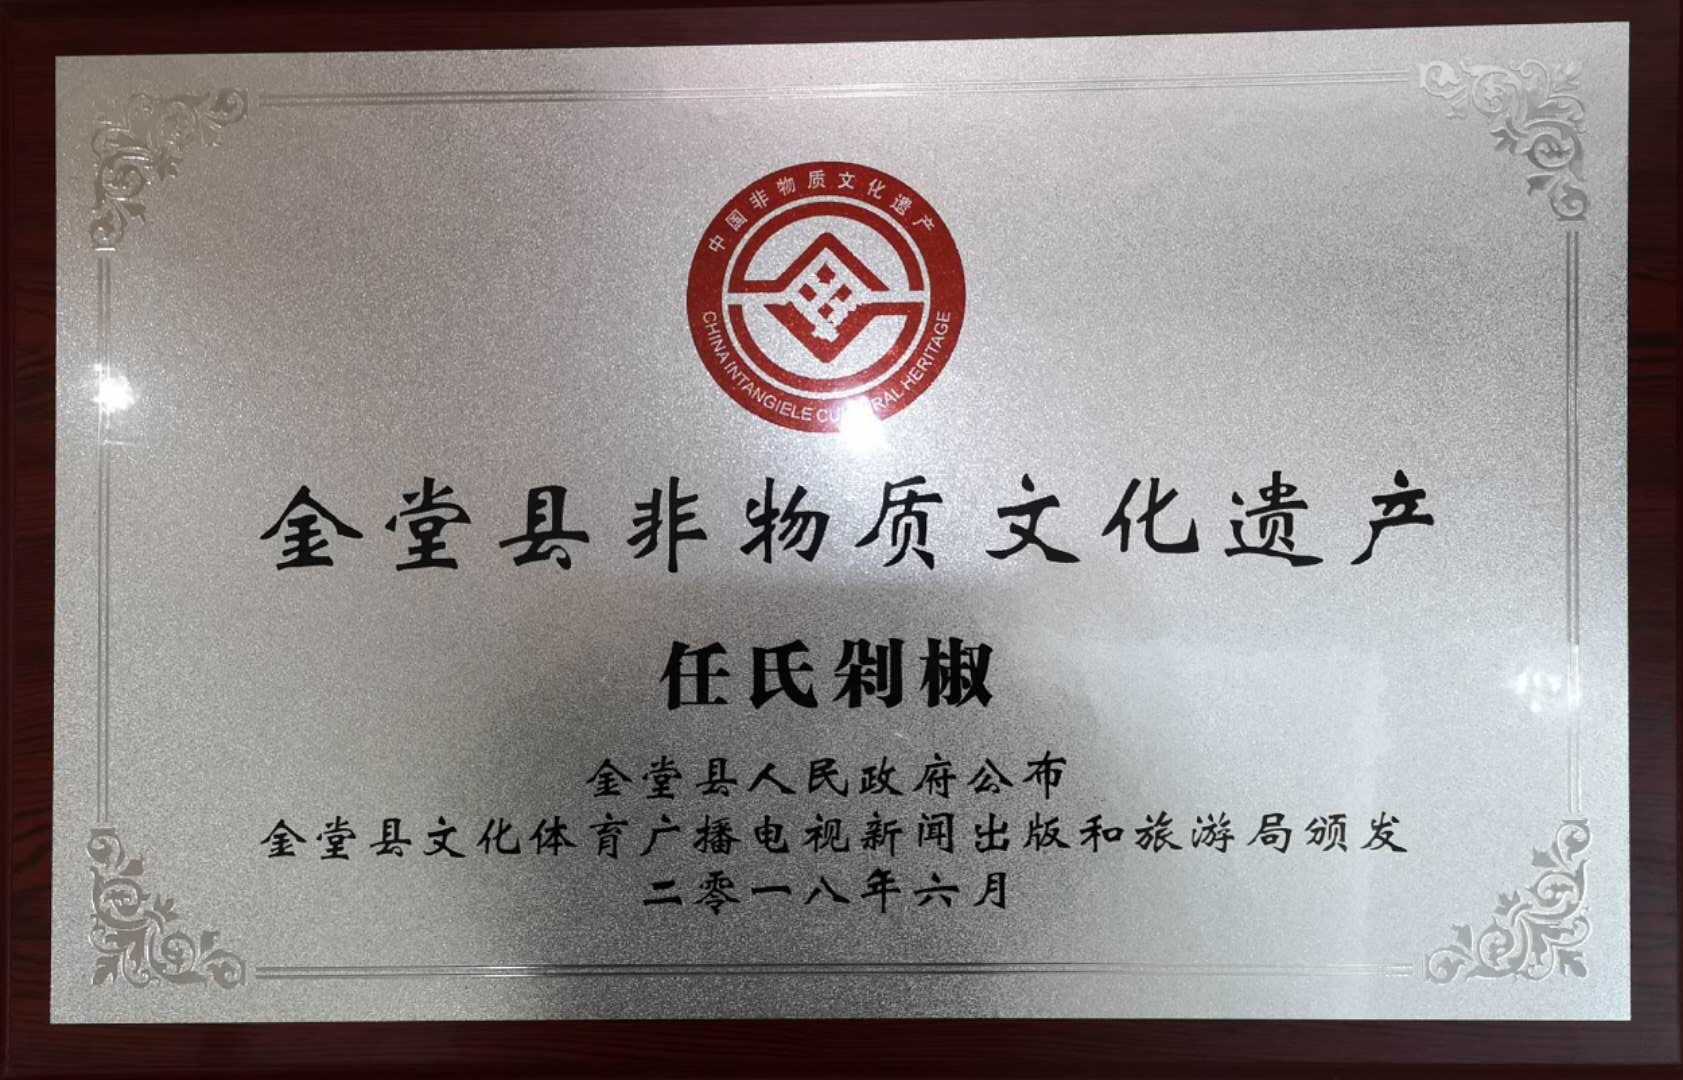 中国非物质文化遗产
CHINA INTANGIELE HERITAGE
金堂县非物质文化遗产
任氏剁椒
金堂县人民政府公布
金堂县文化体育广播电视新闻出版和旅游局颁发
二零一八年六月